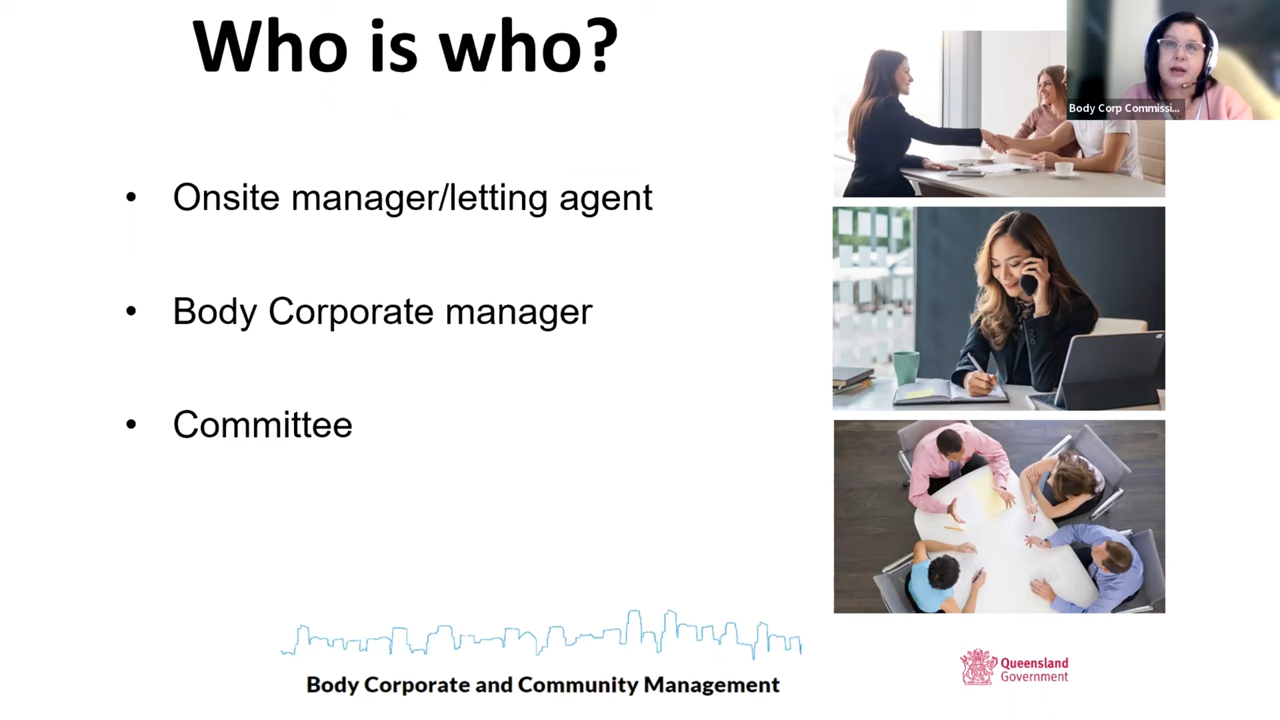 Who is who?
Body Corp Commissi...
• Onsite manager/letting agent
• Body Corporate manager
• Committee
Body Corporate and Community Management
Queensland
Government